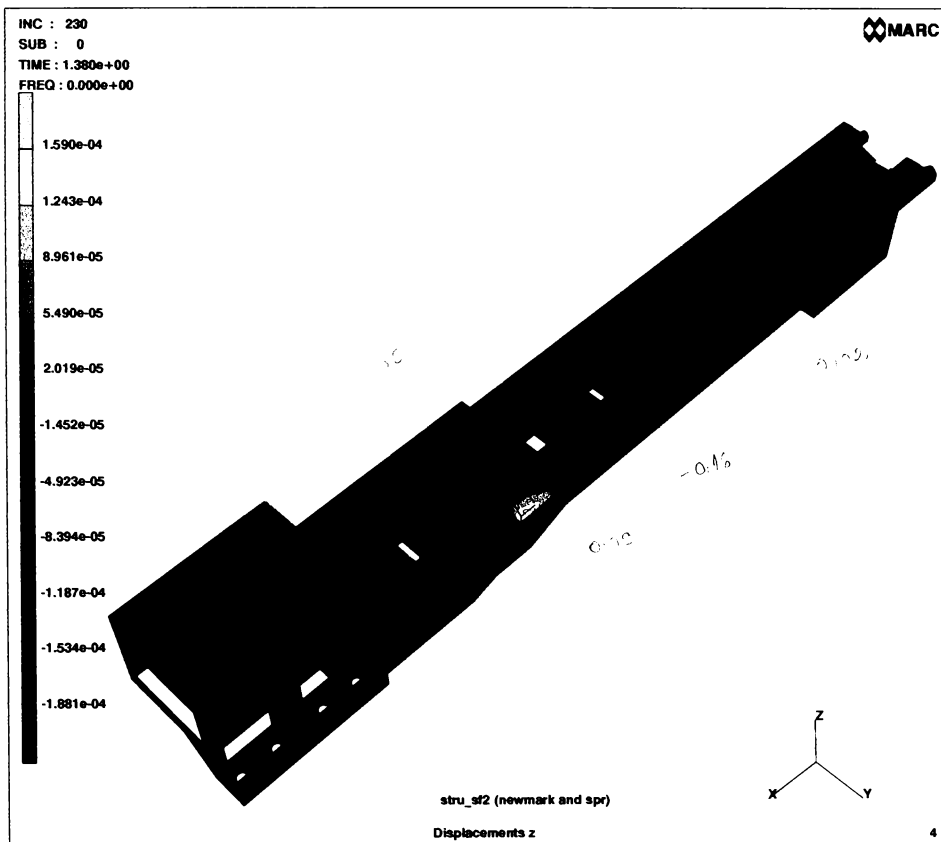 INC : 230
SUB : 0
TIME : 1.380e+00
FREQ : 0.000e+00
MARC
1.590e-04
1.243e-04
8.961e-05
5.490e-05
2.019e-05
-1.452e-05
-4.923e-05
-8.394e-05
-1.187e-04
-1.534e-04
-1.881e-04
-0.16
Z
X
Y
stru_sf2 (newmark and spr)
Displacements z
4